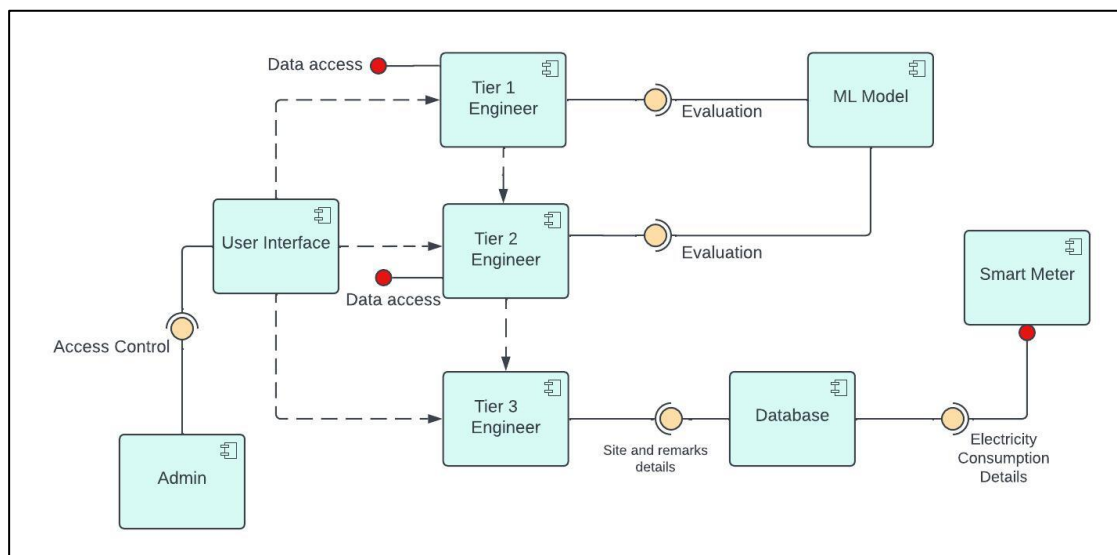 Data access
Tier 1
Engineer
Evaluation
ML Model
User Interface
Tier 2
Engineer
Evaluation
Data access
Smart Meter
Access Control
Tier 3
Engineer
Site and remarks
details
Database
Electricity
Consumption
Details
Admin